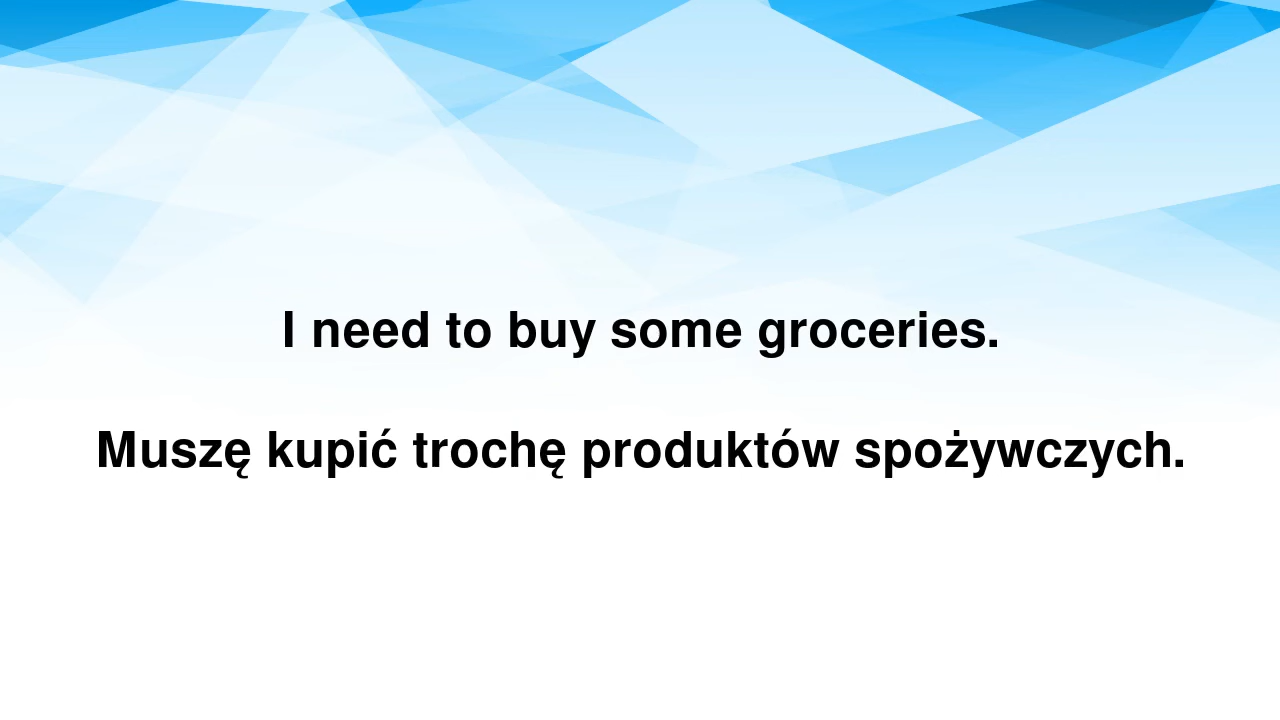 I need to buy some groceries.
Muszę kupić trochę produktów spożywczych.